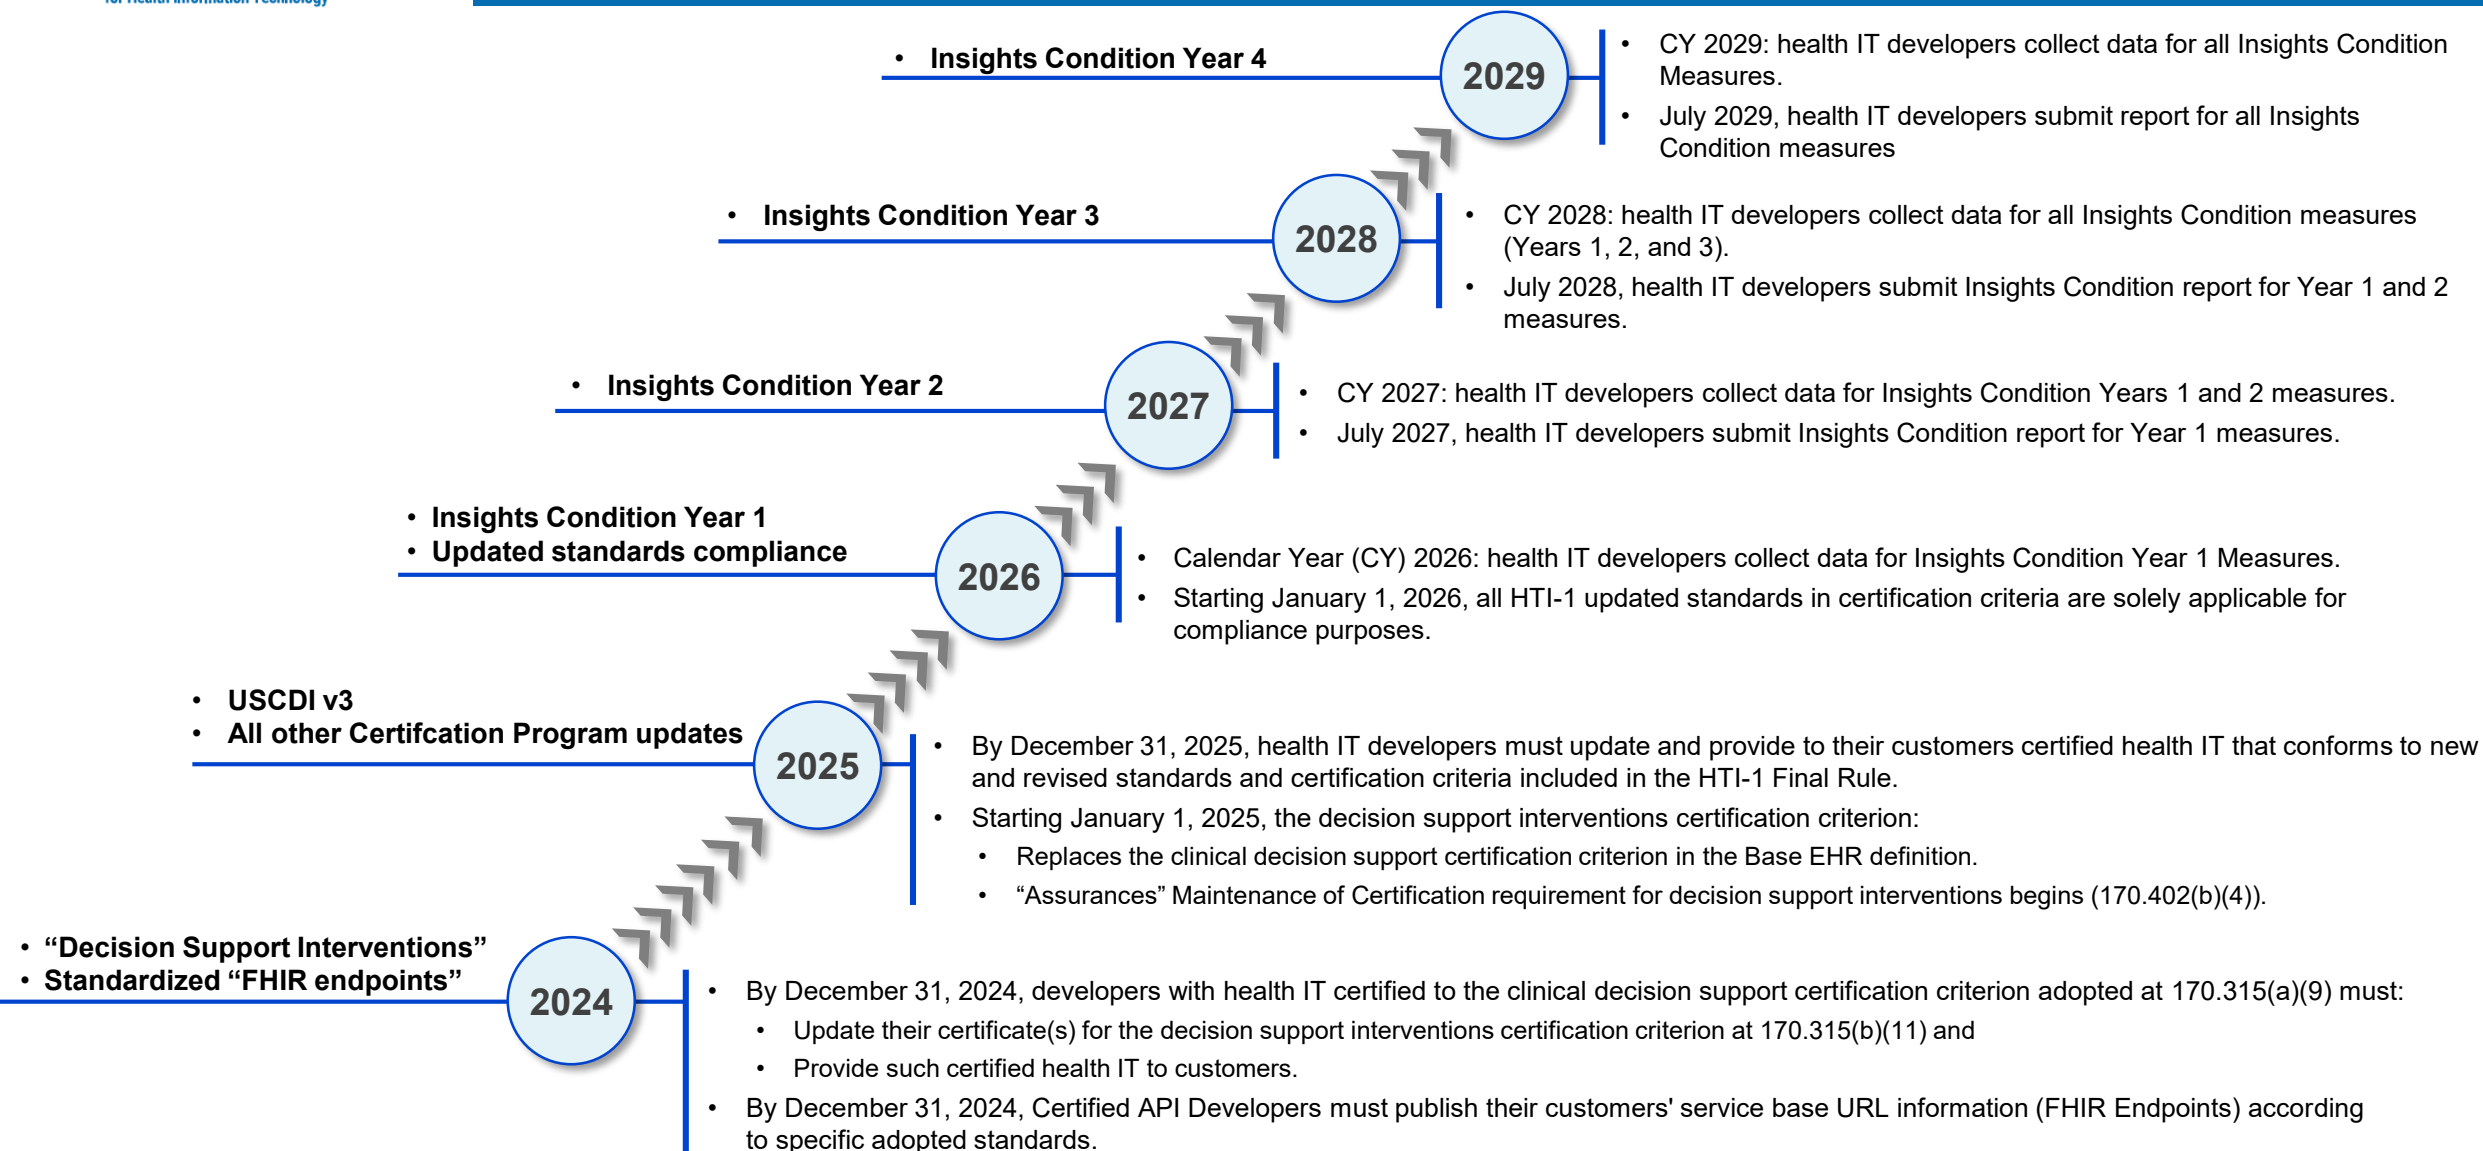 for Health Information Technology
• Insights Condition Year 4
2029
• CY 2029: health IT developers collect data for all Insights Condition
Measures.
• July 2029, health IT developers submit report for all Insights
Condition measures
• Insights Condition Year 3
2028
• CY 2028: health IT developers collect data for all Insights Condition measures
(Years 1, 2, and 3).
• July 2028, health IT developers submit Insights Condition report for Year 1 and 2
measures.
• Insights Condition Year 2
2027
• CY 2027: health IT developers collect data for Insights Condition Years 1 and 2 measures.
• July 2027, health IT developers submit Insights Condition report for Year 1 measures.
• Insights Condition Year 1
• Updated standards compliance
2026
• Calendar Year (CY) 2026: health IT developers collect data for Insights Condition Year 1 Measures.
• Starting January 1, 2026, all HTI-1 updated standards in certification criteria are solely applicable for
compliance purposes.
• USCDI v3
• All other Certifcation Program updates
2025
• By December 31, 2025, health IT developers must update and provide to their customers certified health IT that conforms to new
and revised standards and certification criteria included in the HTI-1 Final Rule.
• Starting January 1, 2025, the decision support interventions certification criterion:
• Replaces the clinical decision support certification criterion in the Base EHR definition.
• “Assurances” Maintenance of Certification requirement for decision support interventions begins (170.402(b)(4)).
• “Decision Support Interventions”
• Standardized “FHIR endpoints”
2024
• By December 31, 2024, developers with health IT certified to the clinical decision support certification criterion adopted at 170.315(a)(9) must:
• Update their certificate(s) for the decision support interventions certification criterion at 170.315(b)(11) and
• Provide such certified health IT to customers.
• By December 31, 2024, Certified API Developers must publish their customers' service base URL information (FHIR Endpoints) according
to specific adopted standards.